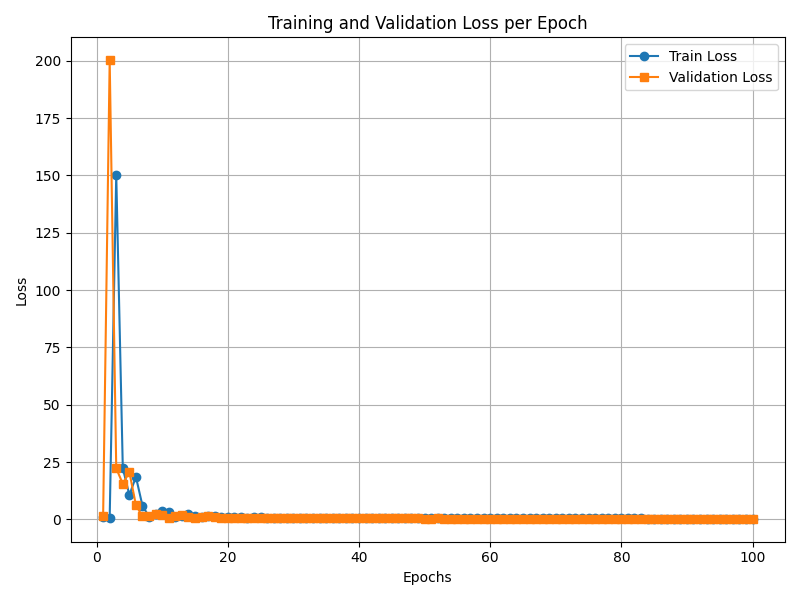 Training and Validation Loss per Epoch
Train Loss
Validation Loss
200
175
150
125
100
75
50
25
0
Loss
0 20 40 60 80 100
Epochs